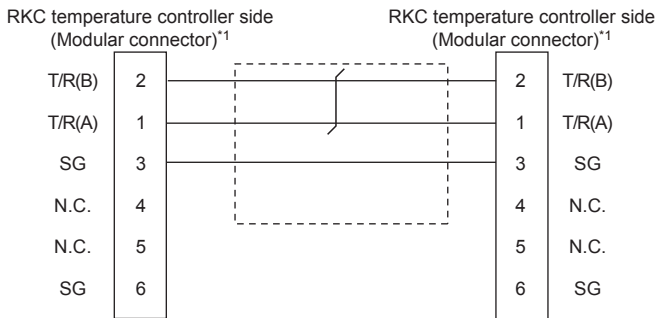 RKC temperature controller side
(Modular connector)*1
RKC temperature controller side
(Modular connector)*1
T/R(B) 2 2 T/R(B)
T/R(A) 1 1 T/R(A)
SG 3 3 SG
N.C. 4 4 N.C.
N.C. 5 5 N.C.
SG 6 6 SG